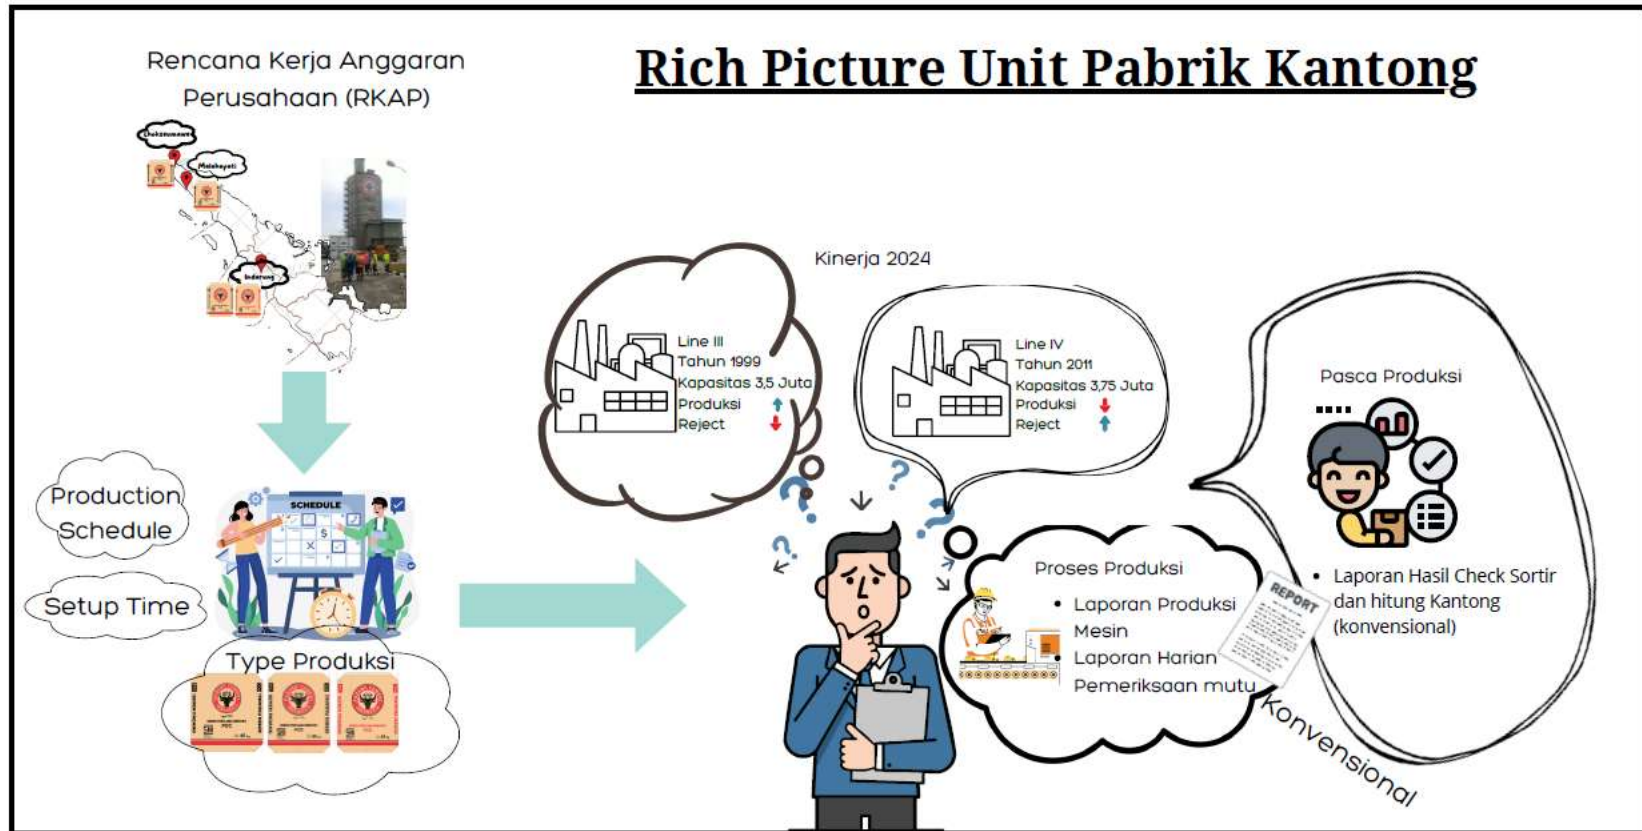 Rich Picture Unit Pabrik Kantong
Rencana Kerja Anggaran
Perusahaan (RKAP)
Lhokseumawe
Malahayati
Indarung
Production
Schedule
Setup Time
SCHEDULE
Type Produksi
Kinerja 2024
Line III
Tahun 1999
Kapasitas 3,5 Juta
Produksi
Reject
Line IV
Tahun 2011
Kapasitas 3,75 Juta
Produksi
Reject
Proses Produksi
• Laporan Produksi
Mesin
• Laporan Harian
Pemeriksaan mutu
REPORT
Konvensional
Pasca Produksi
• Laporan Hasil Check Sortir
dan hitung Kantong
(konvensional)